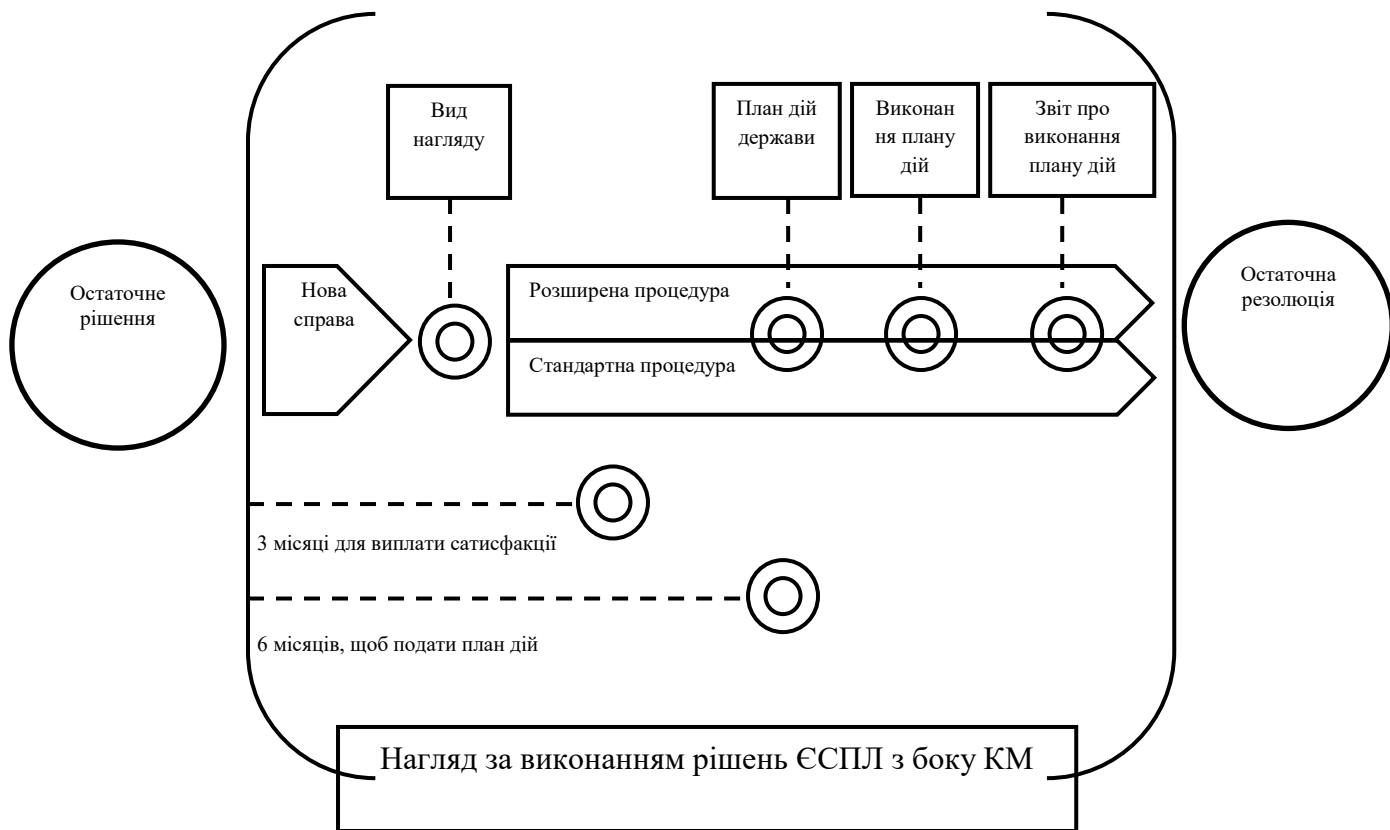 Вид
нагляду
План дій
держави
Виконан
ня плану
дій
Звіт про
виконання
плану дій
Остаточне
рішення
Нова
справа
Розширена процедура
Стандартна процедура
Остаточна
резолюція
3 місяці для виплати сатисфакції
6 місяців, щоб подати план дій
Нагляд за виконанням рішень ЄСПЛ з боку КМ